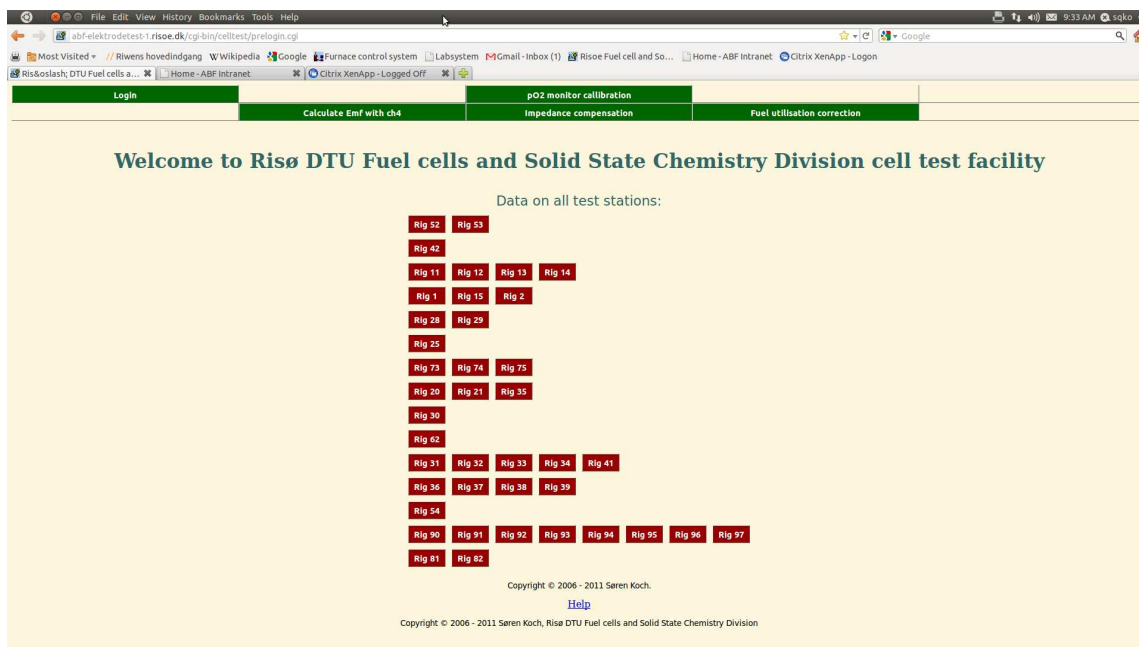 File Edit View History Bookmarks Tools Help 9:33 AM sqko
abf-elektrodetest-1.risoe.dk/cgi-bin/celltest/prelogin.cgi Google
Most Visited Riwens hovedindgang Wikipedia Google Furnace control system Labsystem Gmail - Inbox (1) Risoe Fuel cell and So... Home - ABF Intranet Citrix XenApp - Logon
Ris&oslash; DTU Fuel cells a... Home - ABF Intranet Citrix XenApp - Logged Off
Login pO2 monitor callibration
Calculate Emf with ch4 Impedance compensation Fuel utilisation correction
Welcome to Risø DTU Fuel cells and Solid State Chemistry Division cell test facility
Data on all test stations:
Rig 52 Rig 53
Rig 42
Rig 11 Rig 12 Rig 13 Rig 14
Rig 1 Rig 15 Rig 2
Rig 28 Rig 29
Rig 25
Rig 73 Rig 74 Rig 75
Rig 20 Rig 21 Rig 35
Rig 30
Rig 62
Rig 31 Rig 32 Rig 33 Rig 34 Rig 41
Rig 36 Rig 37 Rig 38 Rig 39
Rig 54
Rig 90 Rig 91 Rig 92 Rig 93 Rig 94 Rig 95 Rig 96 Rig 97
Rig 81 Rig 82
Copyright © 2006 - 2011 Søren Koch.
Help
Copyright © 2006 - 2011 Søren Koch, Risø DTU Fuel cells and Solid State Chemistry Division